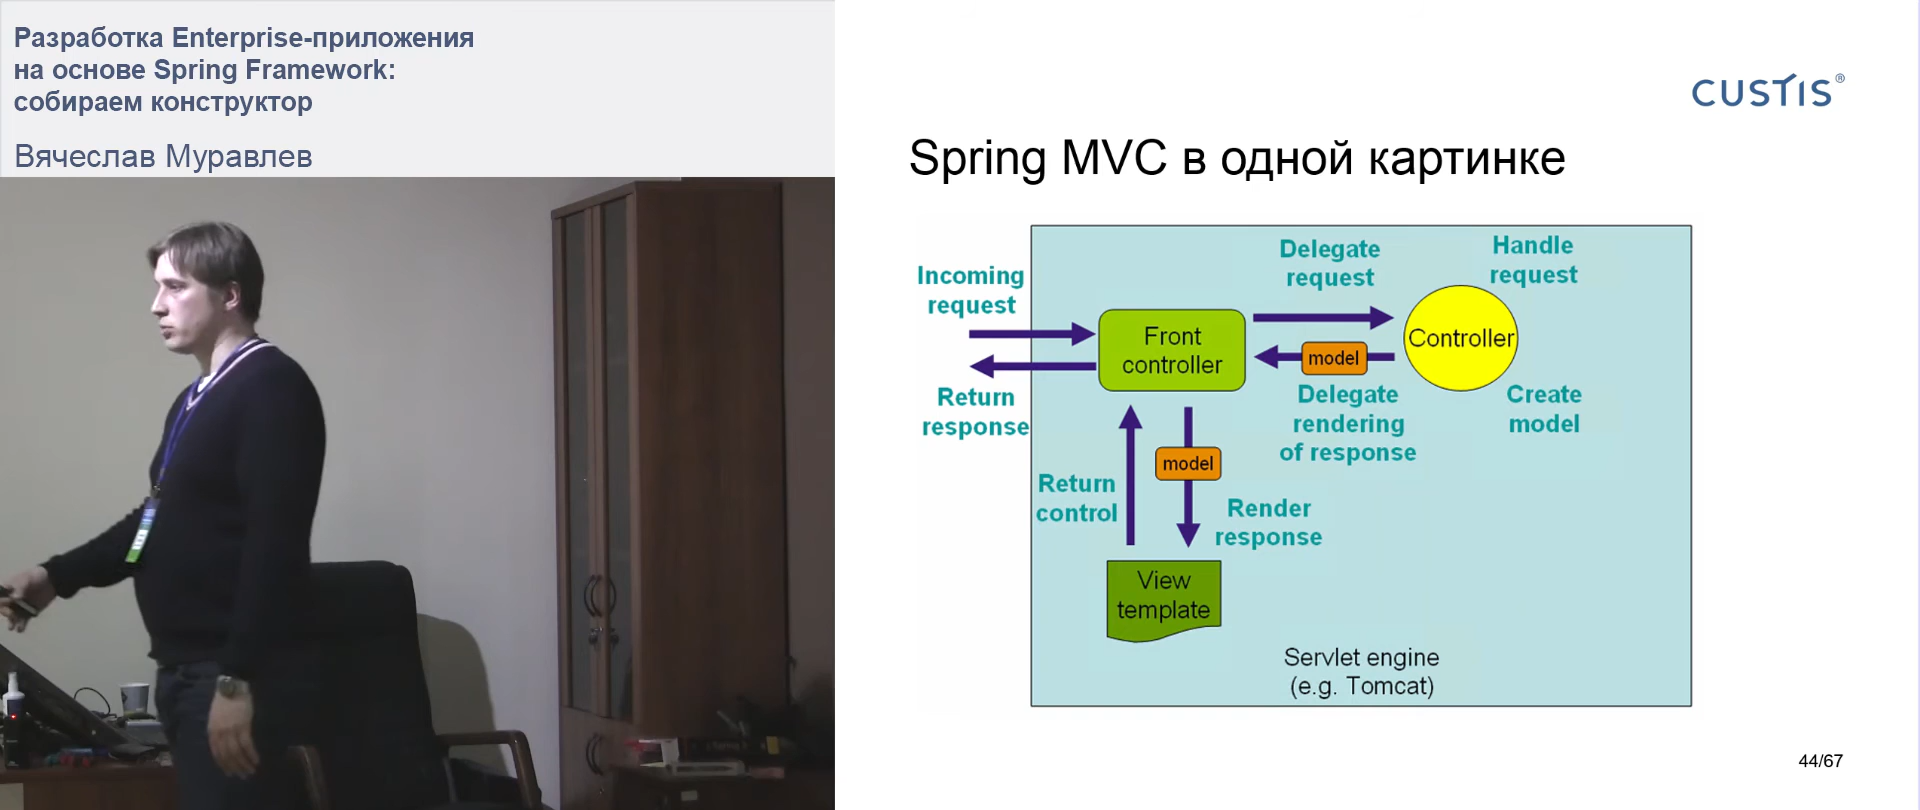 Разработка Enterprise-приложения
на основе Spring Framework:
собираем конструктор
Вячеслав Муравлев
CUSTIS®
Spring MVC в одной картинке
Incoming
request
Return
response
Front
controller
Delegate
request
Handle
request
Controller
model
Delegate
rendering
of response
Create
model
Return
control
model
Render
response
View
template
Servlet engine
(e.g. Tomcat)
44/67